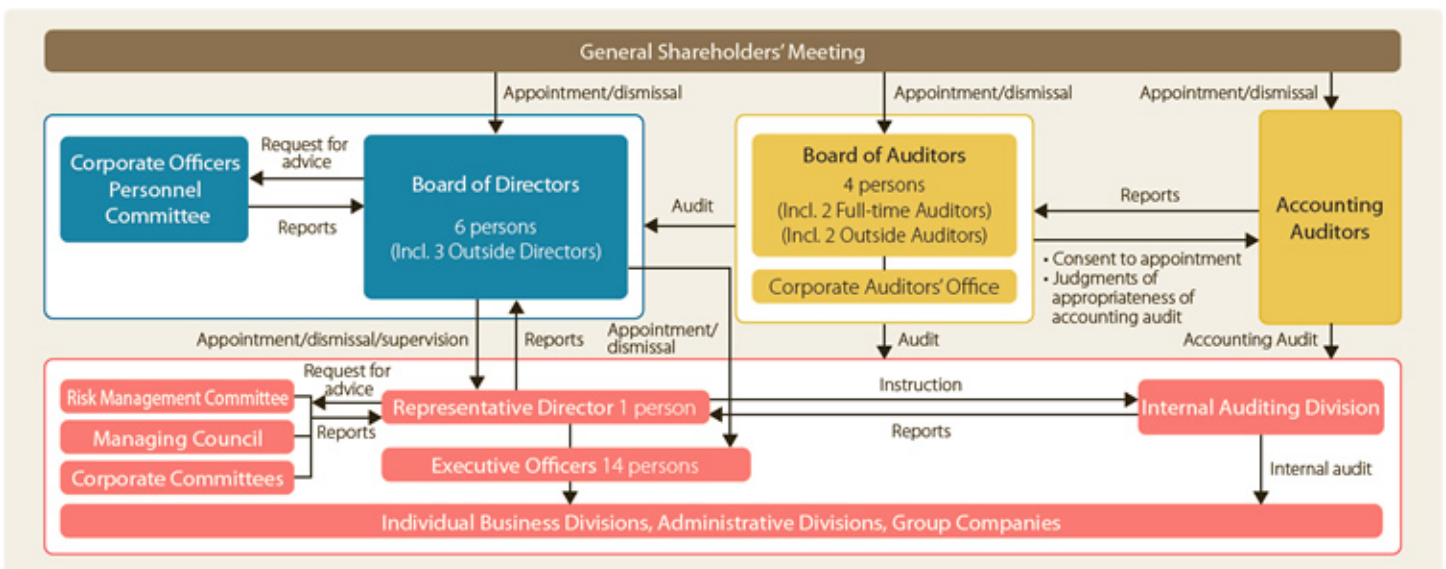 General Shareholders' Meeting
Appointment/dismissal
Appointment/dismissal
Appointment/dismissal
Corporate Officers
Personnel
Committee
Request for
advice
Reports
Board of Directors
6 persons
(Incl. 3 Outside Directors)
Audit
Board of Auditors
4 persons
(Incl. 2 Full-time Auditors)
(Incl. 2 Outside Auditors)
Corporate Auditors' Office
Reports
• Consent to appointment
• Judgments of
appropriateness of
accounting audit
Accounting
Auditors
Appointment/dismissal/supervision
Reports
Appointment/
dismissal
Audit
Accounting Audit
Risk Management Committee
Managing Council
Corporate Committees
Request for
advice
Reports
Representative Director 1 person
Executive Officers 14 persons
Instruction
Reports
Internal Auditing Division
Internal audit
Individual Business Divisions, Administrative Divisions, Group Companies